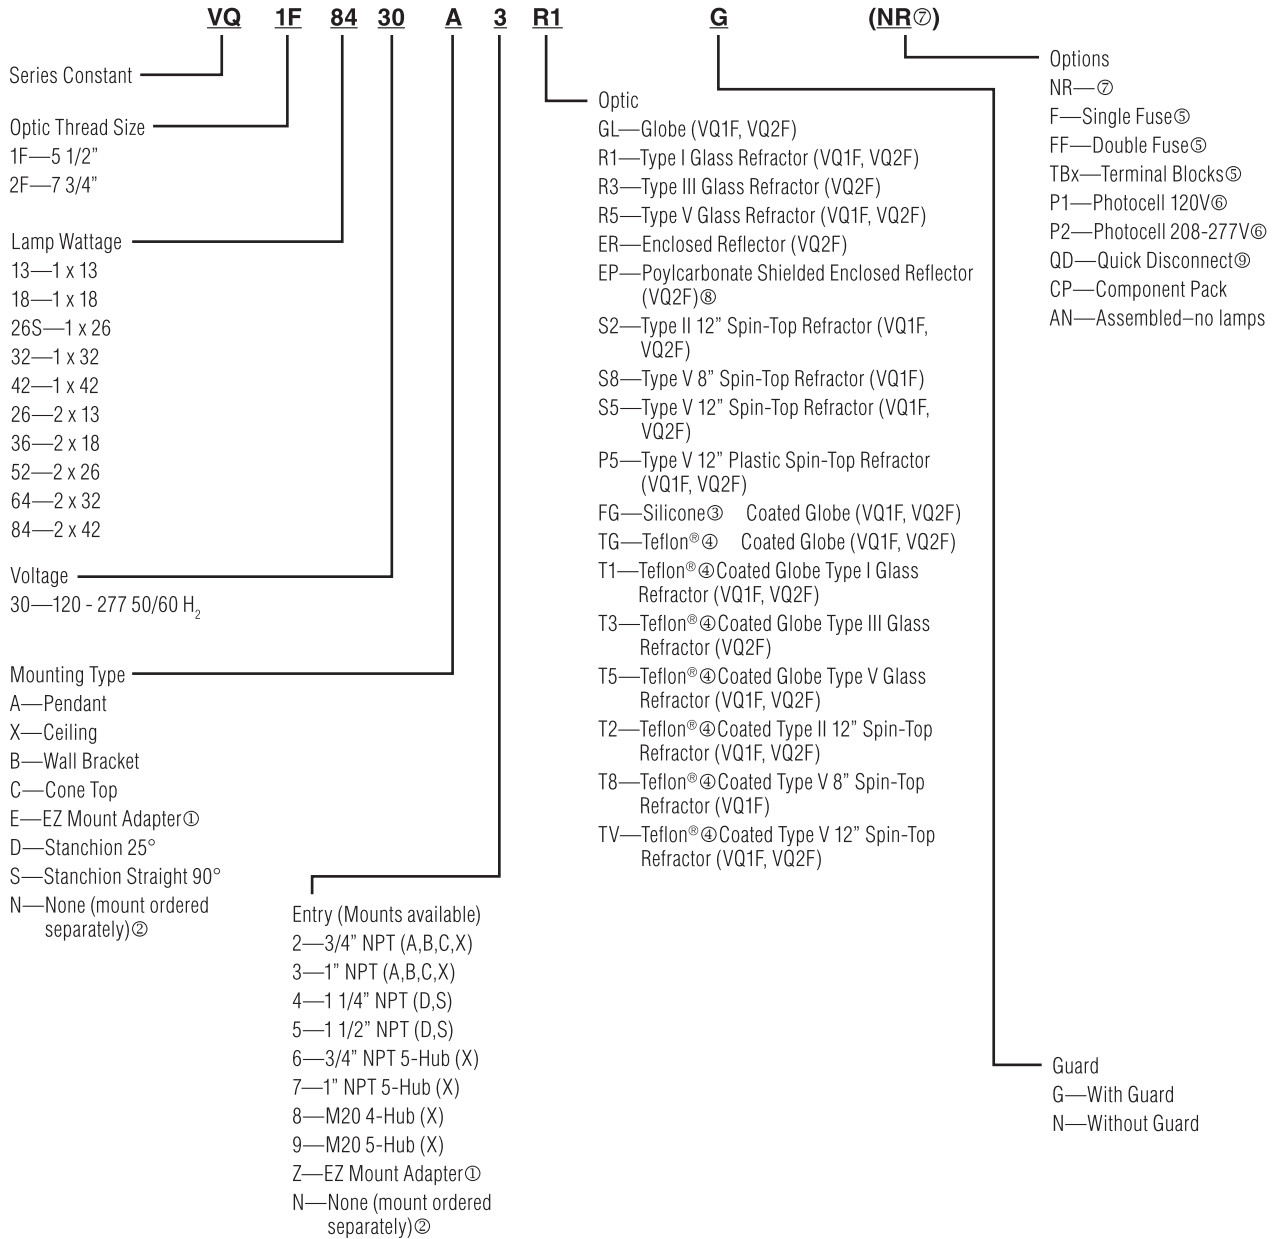 VQ 1F 84 30 A 3 R1 G (NR⑦)
Series Constant
Optic Thread Size
1F—5 1/2”
2F—7 3/4”
Lamp Wattage
13—1 x 13
18—1 x 18
26S—1 x 26
32—1 x 32
42—1 x 42
26—2 x 13
36—2 x 18
52—2 x 26
64—2 x 32
84—2 x 42
Voltage
30—120 - 277 50/60 H2
Mounting Type
A—Pendant
X—Ceiling
B—Wall Bracket
C—Cone Top
E—EZ Mount Adapter①
D—Stanchion 25°
S—Stanchion Straight 90°
N—None (mount ordered
separately)②
Entry (Mounts available)
2—3/4” NPT (A,B,C,X)
3—1” NPT (A,B,C,X)
4—1 1/4” NPT (D,S)
5—1 1/2” NPT (D,S)
6—3/4” NPT 5-Hub (X)
7—1” NPT 5-Hub (X)
8—M20 4-Hub (X)
9—M20 5-Hub (X)
Z—EZ Mount Adapter①
N—None (mount ordered
separately)②
Optic
GL—Globe (VQ1F, VQ2F)
R1—Type I Glass Refractor (VQ1F, VQ2F)
R3—Type III Glass Refractor (VQ2F)
R5—Type V Glass Refractor (VQ1F, VQ2F)
ER—Enclosed Reflector (VQ2F)
EP—Poylcarbonate Shielded Enclosed Reflector
(VQ2F)⑧
S2—Type II 12” Spin-Top Refractor (VQ1F,
VQ2F)
S8—Type V 8” Spin-Top Refractor (VQ1F)
S5—Type V 12” Spin-Top Refractor (VQ1F,
VQ2F)
P5—Type V 12” Plastic Spin-Top Refractor
(VQ1F, VQ2F)
FG—Silicone③ Coated Globe (VQ1F, VQ2F)
TG—Teflon®④ Coated Globe (VQ1F, VQ2F)
T1—Teflon®④Coated Globe Type I Glass
Refractor (VQ1F, VQ2F)
T3—Teflon®④Coated Globe Type III Glass
Refractor (VQ2F)
T5—Teflon®④Coated Globe Type V Glass
Refractor (VQ1F, VQ2F)
T2—Teflon®④Coated Type II 12” Spin-Top
Refractor (VQ1F, VQ2F)
T8—Teflon®④Coated Type V 8” Spin-Top
Refractor (VQ1F)
TV—Teflon®④Coated Type V 12” Spin-Top
Refractor (VQ1F, VQ2F)
Options
NR—⑦
F—Single Fuse⑤
FF—Double Fuse⑤
TBx—Terminal Blocks⑤
P1—Photocell 120V⑥
P2—Photocell 208-277V⑥
QD—Quick Disconnect⑨
CP—Component Pack
AN—Assembled–no lamps
Guard
G—With Guard
N—Without Guard